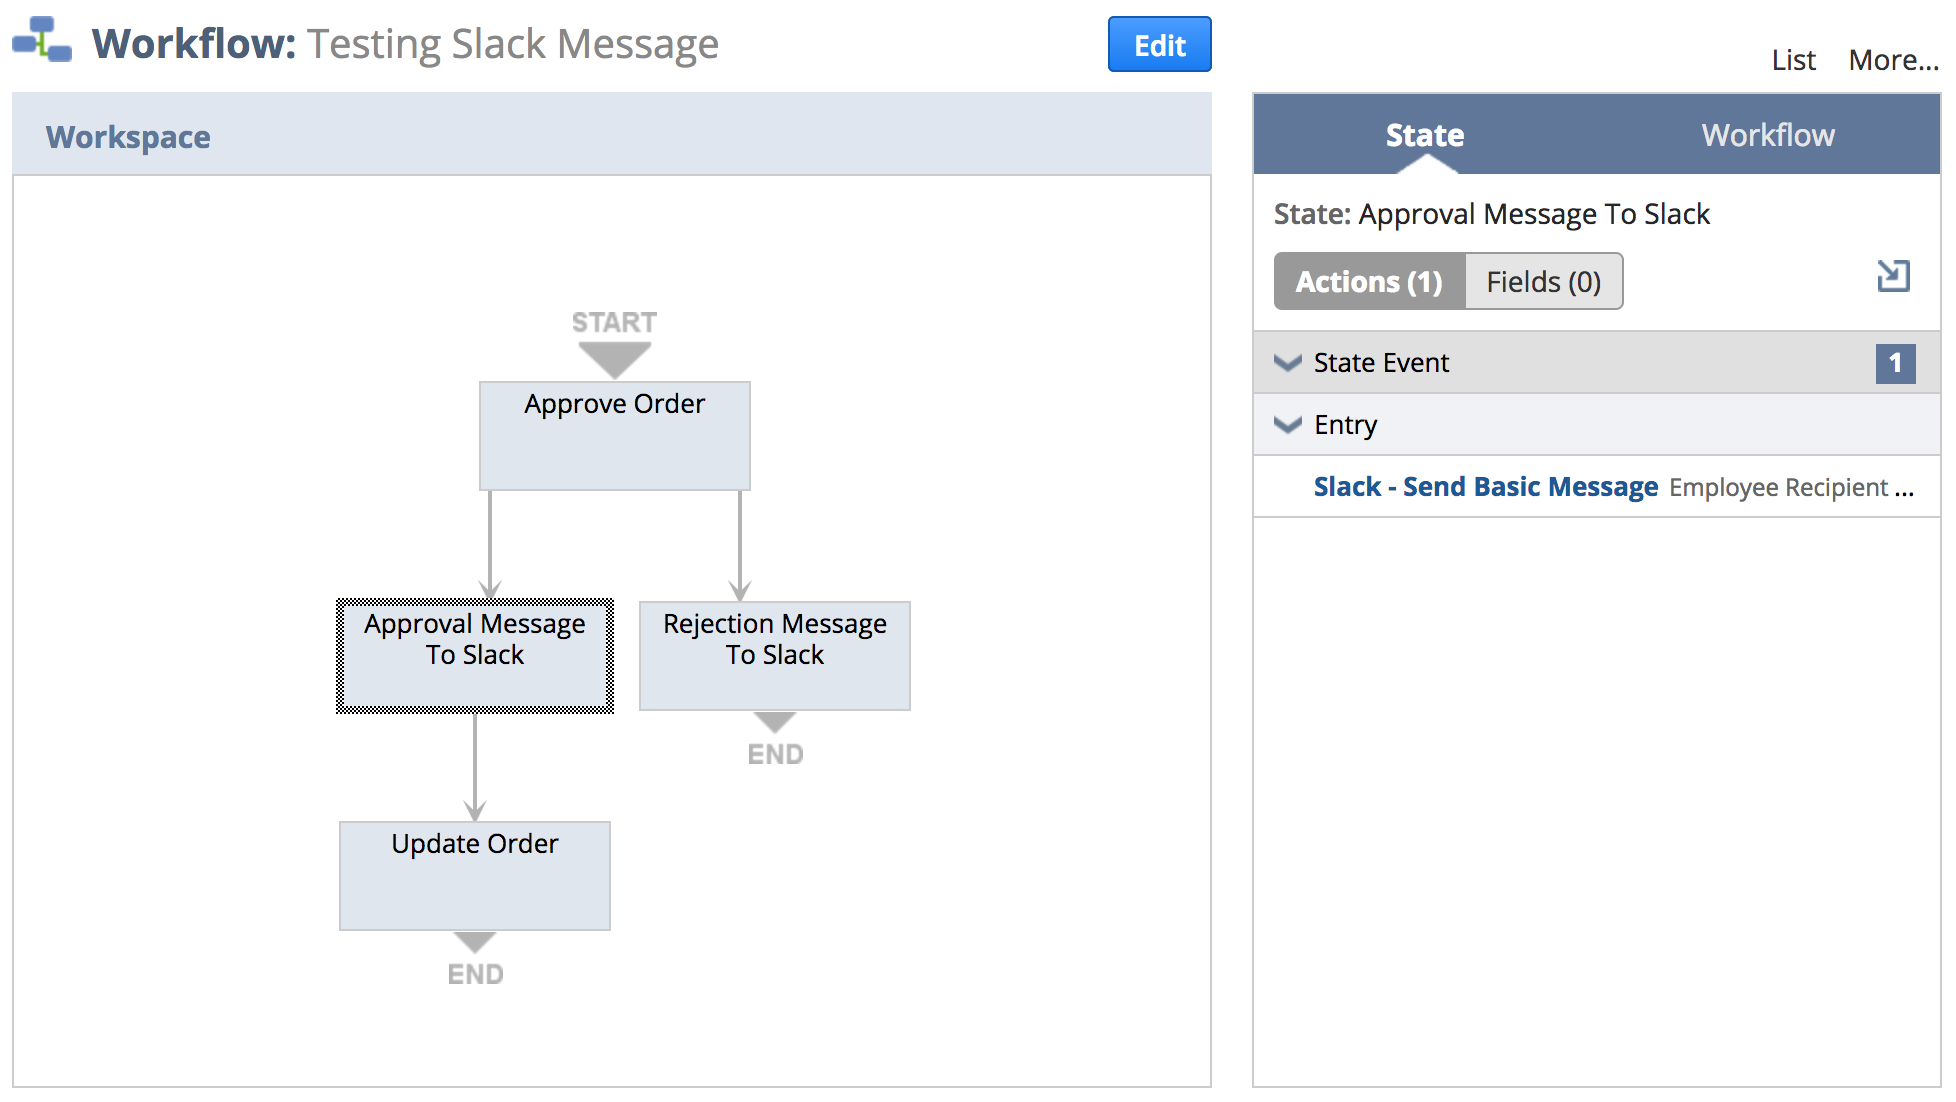 Workflow: Testing Slack Message
Edit
List More...
Workspace
START
Approve Order
Approval Message
To Slack
Rejection Message
To Slack
END
Update Order
END
State Workflow
State: Approval Message To Slack
Actions (1) Fields (0)
State Event 1
Entry
Slack - Send Basic Message Employee Recipient ...